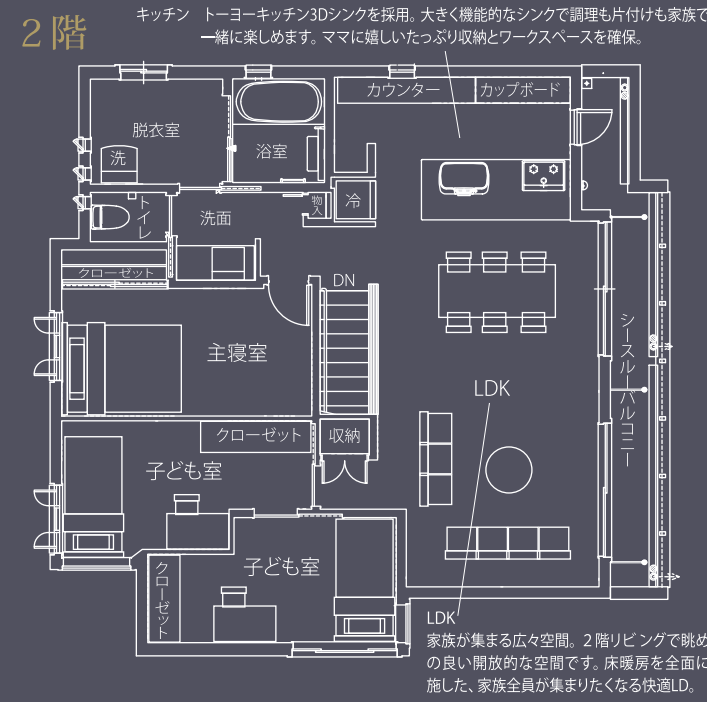 2階
キッチン トーヨーキッチン3Dシンクを採用。大きく機能的なシンクで調理も片付けも家族で
一緒に楽しめます。ママに嬉しいたっぷり収納とワークスペースを確保。
カウンター
カップボード
脱衣室
浴室
洗
トイレ
洗面
物入
冷
クローゼット
DN
主寝室
シースルーバルコニー
LDK
クローゼット
収納
子ども室
子ども室
クローゼット
LDK
家族が集まる広々空間。2階リビングで眺め
の良い開放的な空間です。床暖房を全面に
施した、家族全員が集まりたくなる快適LD。